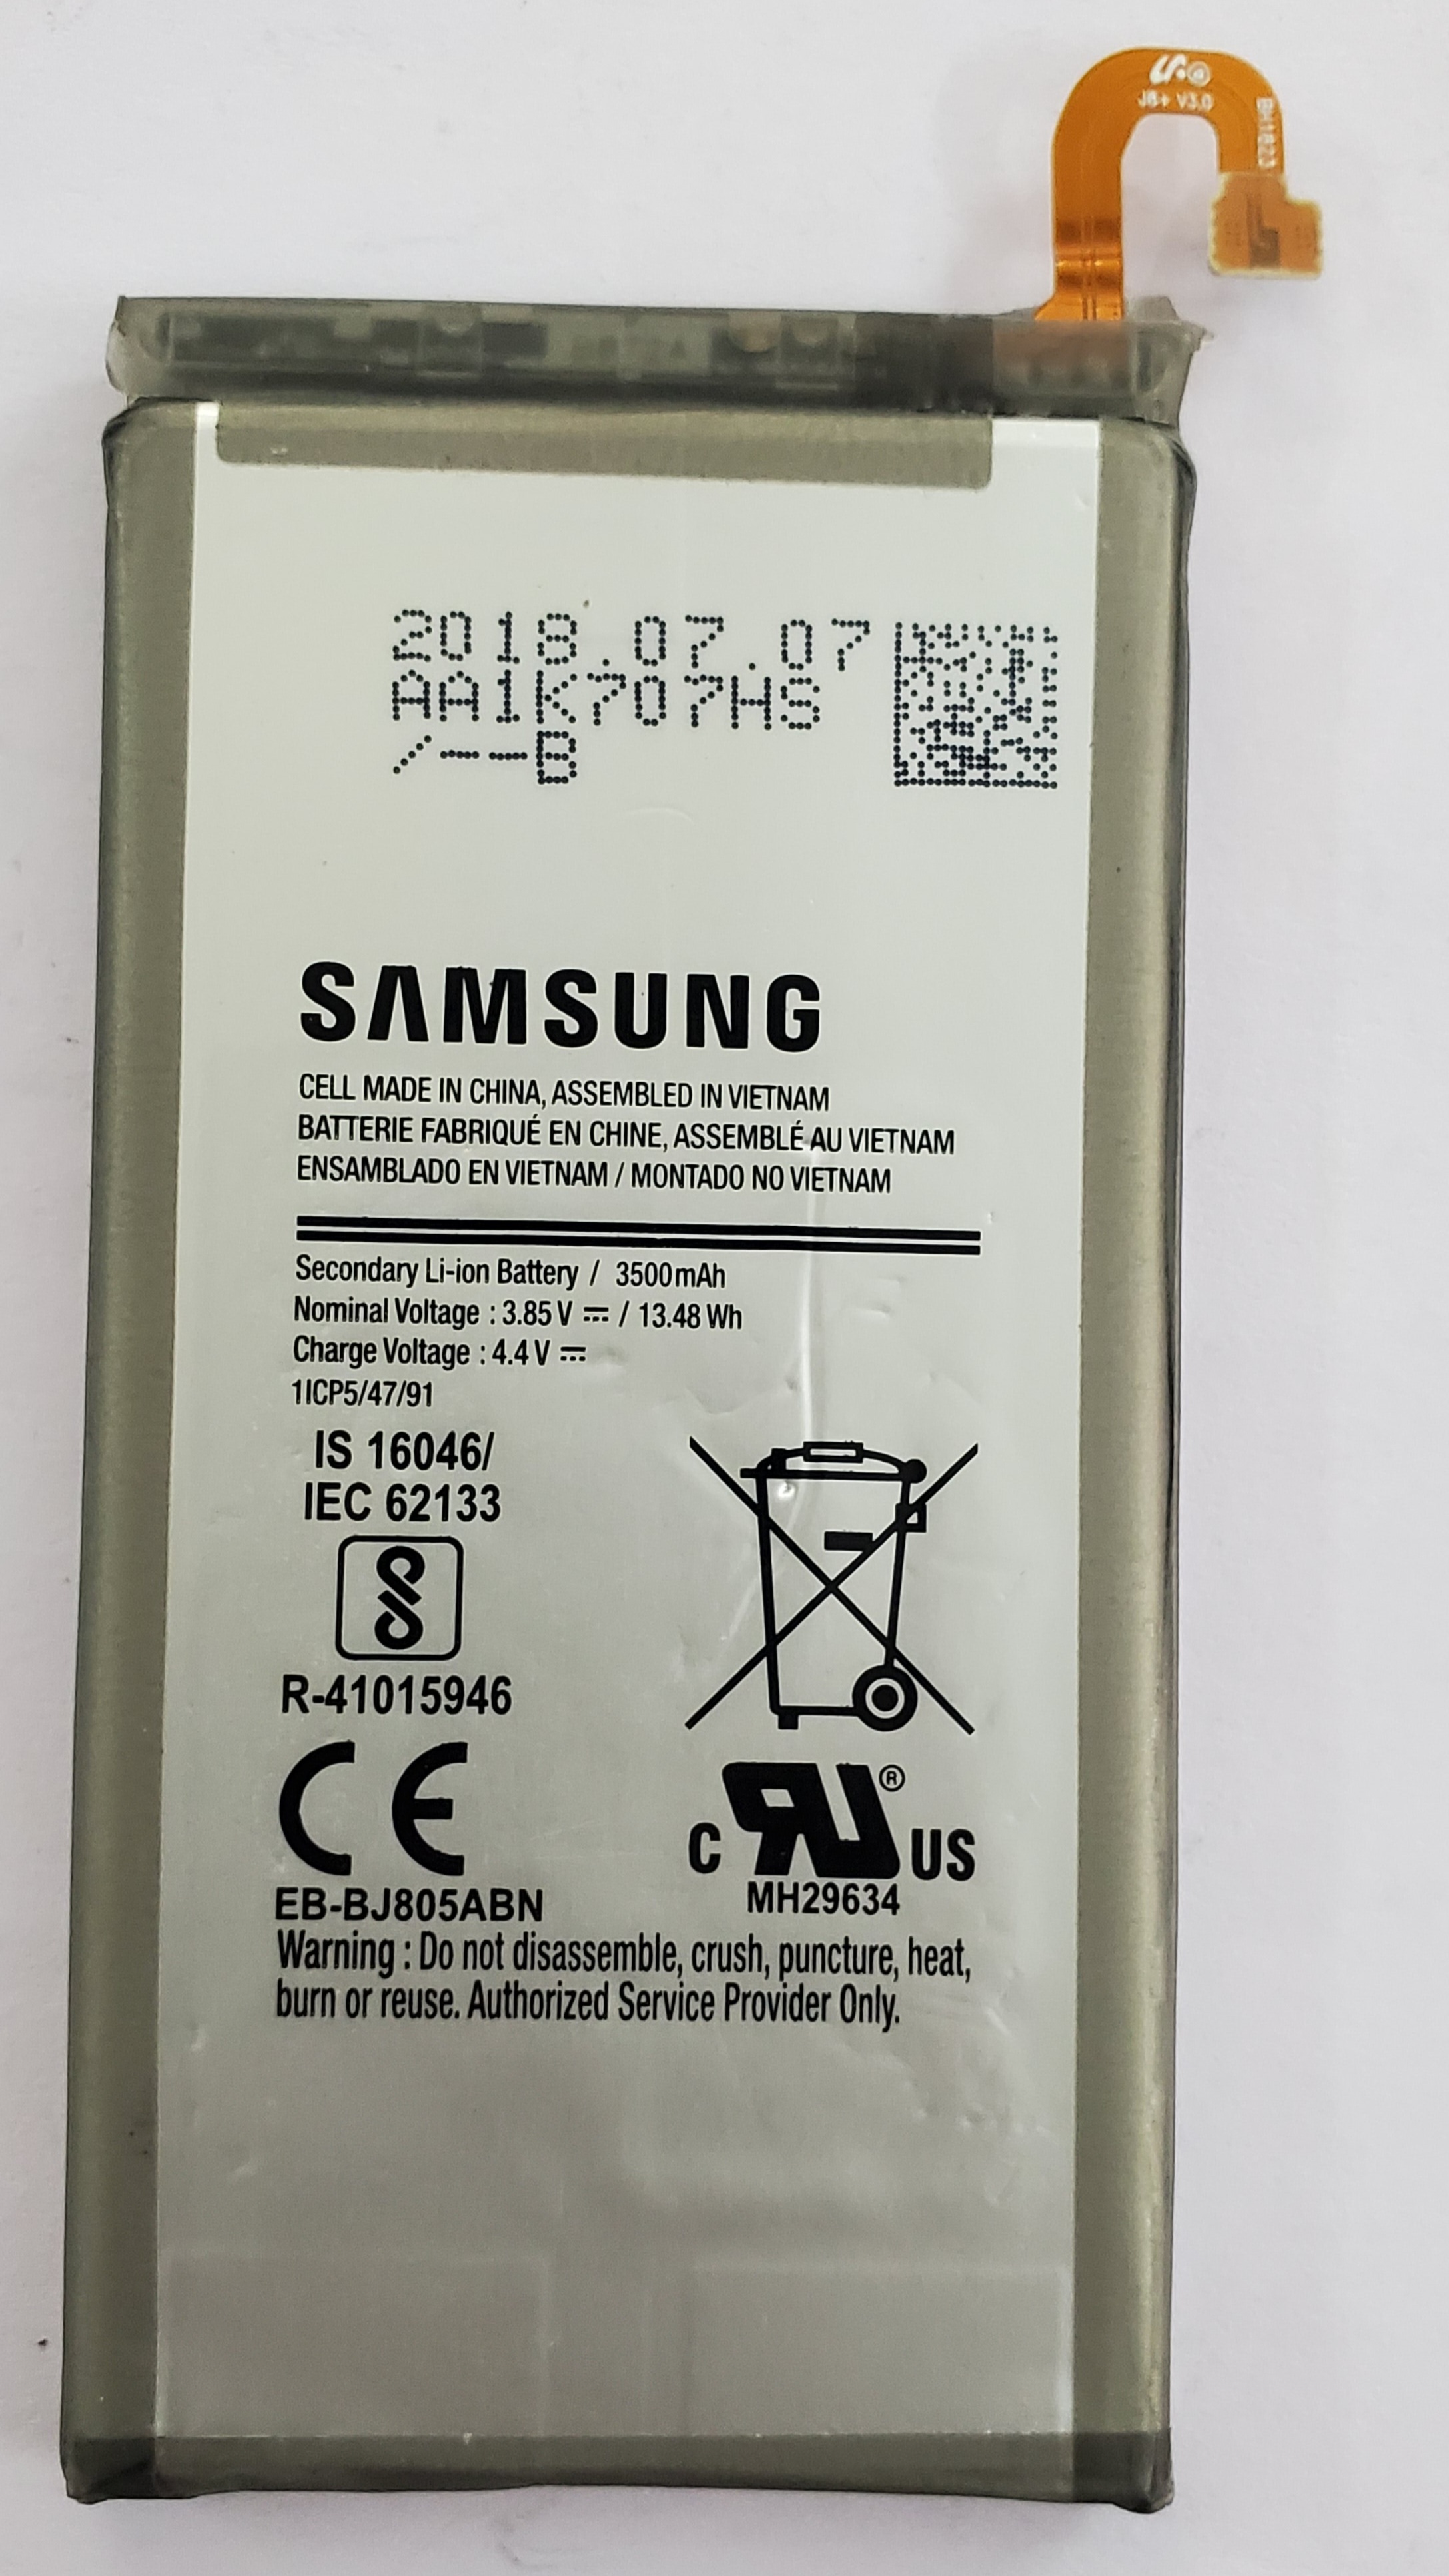 J8+ V3.0
2018.07.07
AA1K707HS
/--B
SAMSUNG
CELL MADE IN CHINA, ASSEMBLED IN VIETNAM
BATTERIE FABRIQUÉ EN CHINE, ASSEMBLÉ AU VIETNAM
ENSAMBLADO EN VIETNAM / MONTADO NO VIETNAM
Secondary Li-ion Battery / 3500mAh
Nominal Voltage : 3.85 V ⎓ / 13.48 Wh
Charge Voltage : 4.4 V ⎓
1ICP5/47/91
IS 16046/
IEC 62133
R-41015946
CE
C RU® US
EB-BJ805ABN
MH29634
Warning : Do not disassemble, crush, puncture, heat,
burn or reuse. Authorized Service Provider Only.